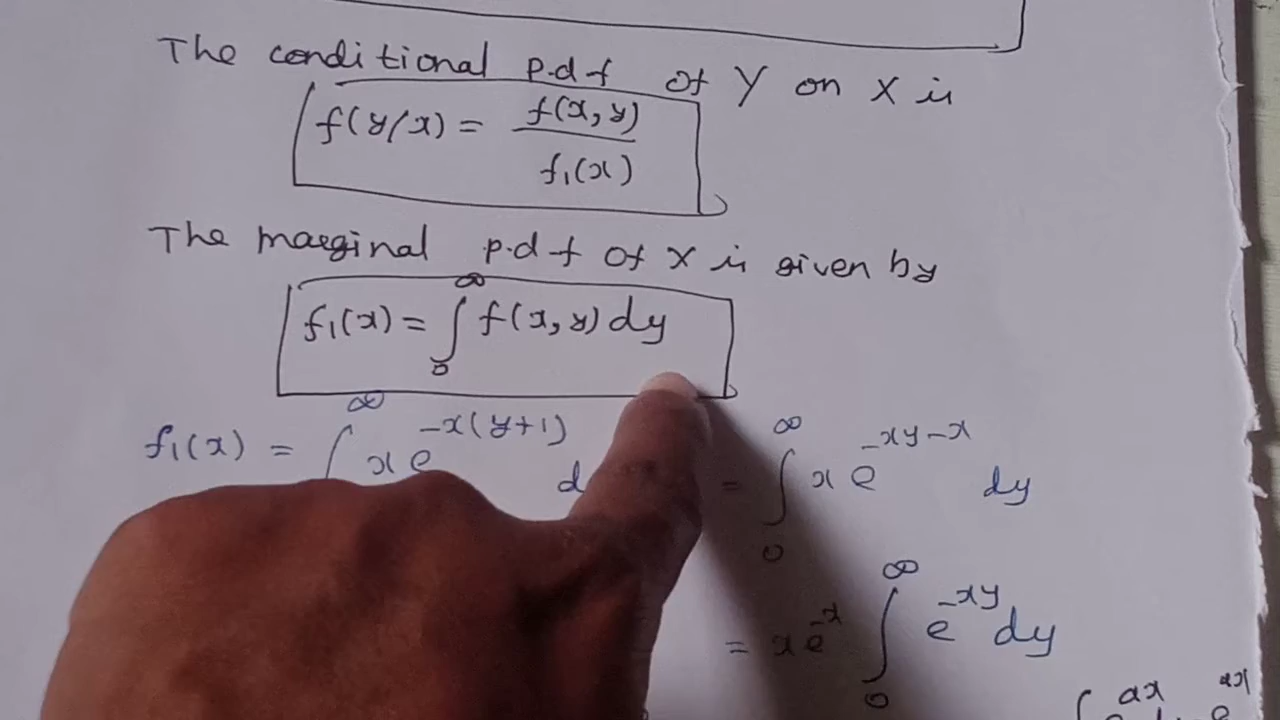 The conditional p.d.f of Y on X is
f(y/x) = f(x, y) / f₁(x)
The marginal p.d.f of X is given by
f₁(x) = ∫₀^∞ f(x, y) dy
f₁(x) = ∫^∞ x e^{-x(y+1)} d = ∫₀^∞ x e^{-xy-x} dy
= x e^{-x} ∫₀^∞ e^{-xy} dy